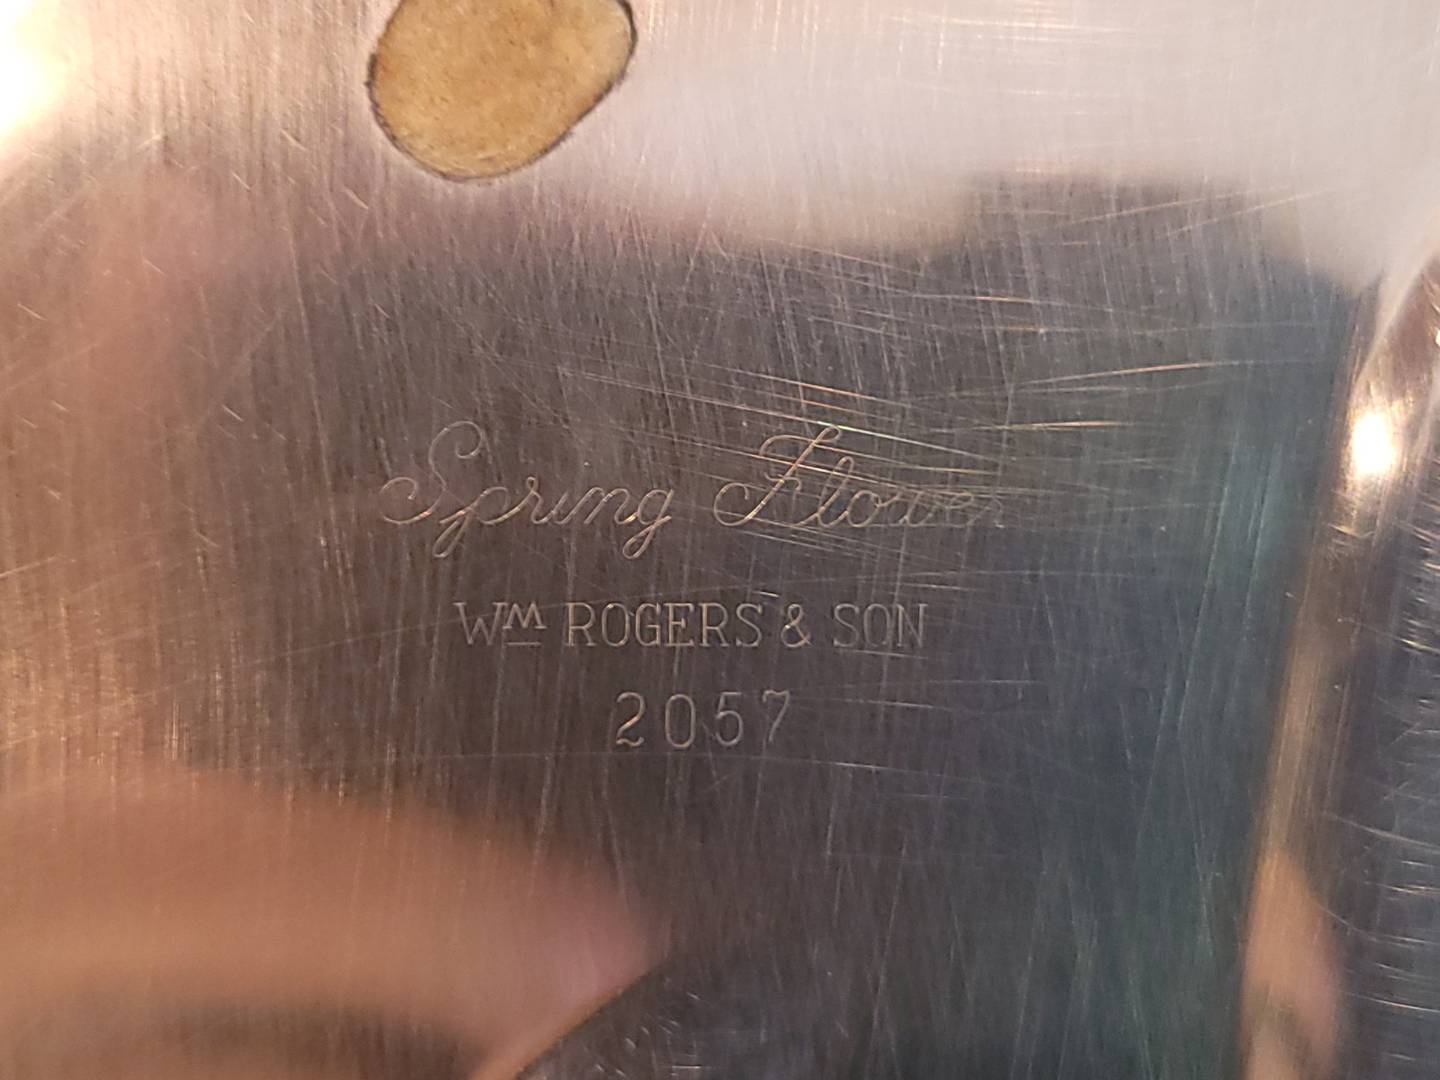 Spring Flower
WM ROGERS & SON
2057